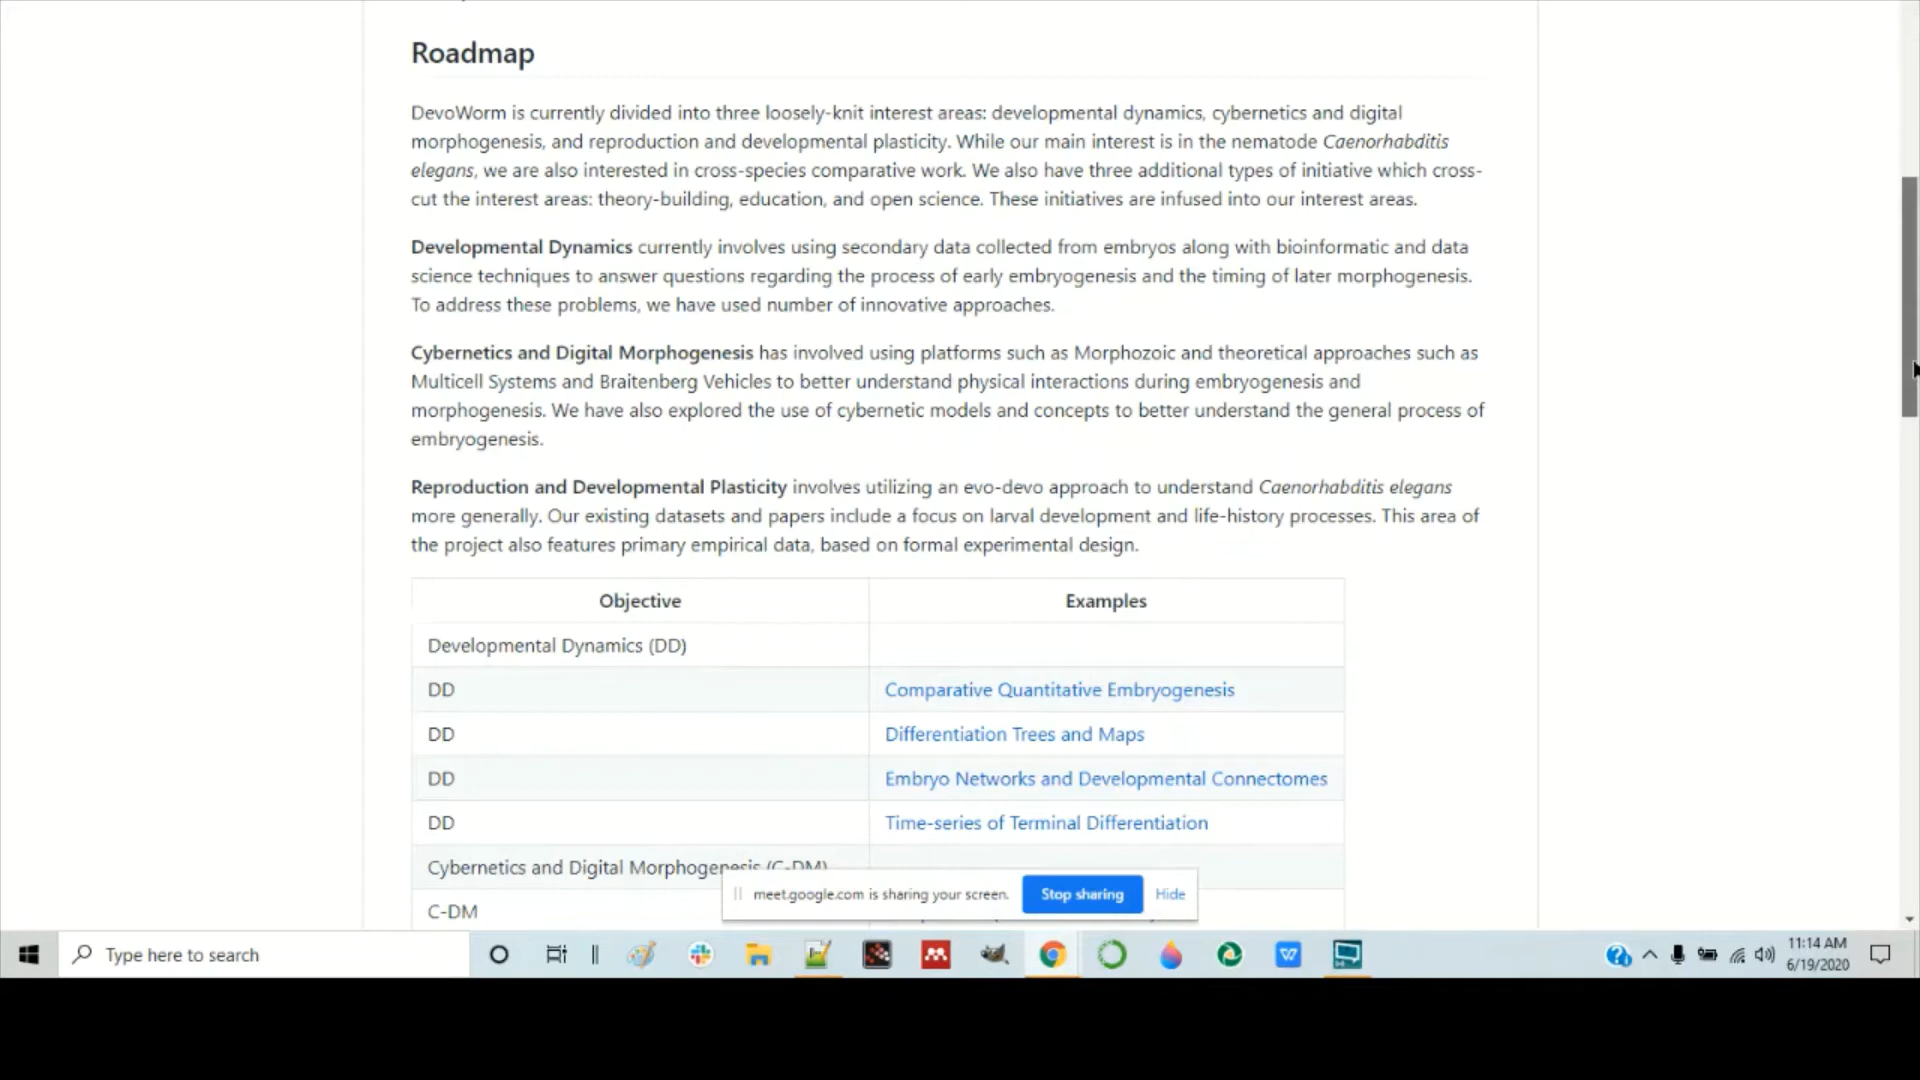 Roadmap
DevoWorm is currently divided into three loosely-knit interest areas: developmental dynamics, cybernetics and digital
morphogenesis, and reproduction and developmental plasticity. While our main interest is in the nematode Caenorhabditis
elegans, we are also interested in cross-species comparative work. We also have three additional types of initiative which cross-
cut the interest areas: theory-building, education, and open science. These initiatives are infused into our interest areas.
Developmental Dynamics currently involves using secondary data collected from embryos along with bioinformatic and data
science techniques to answer questions regarding the process of early embryogenesis and the timing of later morphogenesis.
To address these problems, we have used number of innovative approaches.
Cybernetics and Digital Morphogenesis has involved using platforms such as Morphozoic and theoretical approaches such as
Multicell Systems and Braitenberg Vehicles to better understand physical interactions during embryogenesis and
morphogenesis. We have also explored the use of cybernetic models and concepts to better understand the general process of
embryogenesis.
Reproduction and Developmental Plasticity involves utilizing an evo-devo approach to understand Caenorhabditis elegans
more generally. Our existing datasets and papers include a focus on larval development and life-history processes. This area of
the project also features primary empirical data, based on formal experimental design.
Objective Examples
Developmental Dynamics (DD)
DD Comparative Quantitative Embryogenesis
DD Differentiation Trees and Maps
DD Embryo Networks and Developmental Connectomes
DD Time-series of Terminal Differentiation
Cybernetics and Digital Morphogenesis (C-DM)
meet.google.com is sharing your screen. Stop sharing Hide
C-DM
Type here to search
11:14 AM
6/19/2020